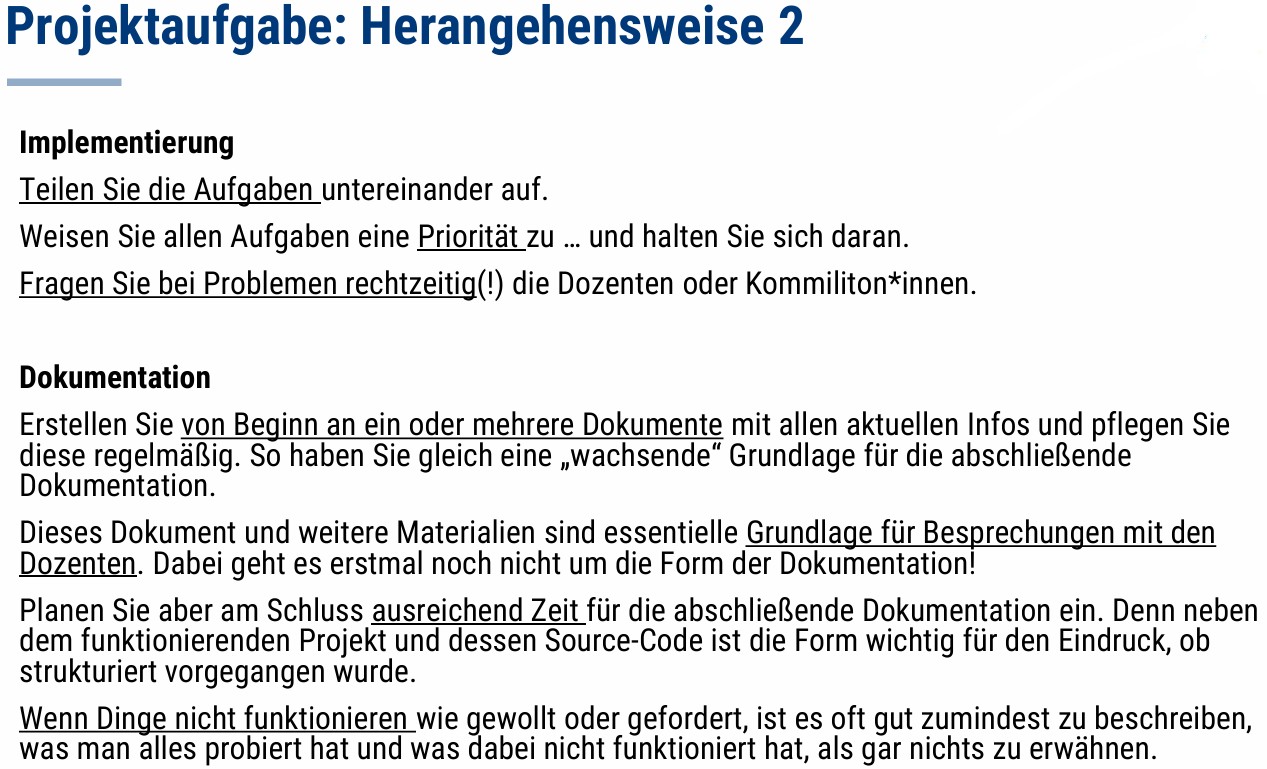 Projektaufgabe: Herangehensweise 2
Implementierung
Teilen Sie die Aufgaben untereinander auf.
Weisen Sie allen Aufgaben eine Priorität zu … und halten Sie sich daran.
Fragen Sie bei Problemen rechtzeitig(!) die Dozenten oder Kommiliton*innen.
Dokumentation
Erstellen Sie von Beginn an ein oder mehrere Dokumente mit allen aktuellen Infos und pflegen Sie
diese regelmäßig. So haben Sie gleich eine „wachsende“ Grundlage für die abschließende
Dokumentation.
Dieses Dokument und weitere Materialien sind essentielle Grundlage für Besprechungen mit den
Dozenten. Dabei geht es erstmal noch nicht um die Form der Dokumentation!
Planen Sie aber am Schluss ausreichend Zeit für die abschließende Dokumentation ein. Denn neben
dem funktionierenden Projekt und dessen Source-Code ist die Form wichtig für den Eindruck, ob
strukturiert vorgegangen wurde.
Wenn Dinge nicht funktionieren wie gewollt oder gefordert, ist es oft gut zumindest zu beschreiben,
was man alles probiert hat und was dabei nicht funktioniert hat, als gar nichts zu erwähnen.